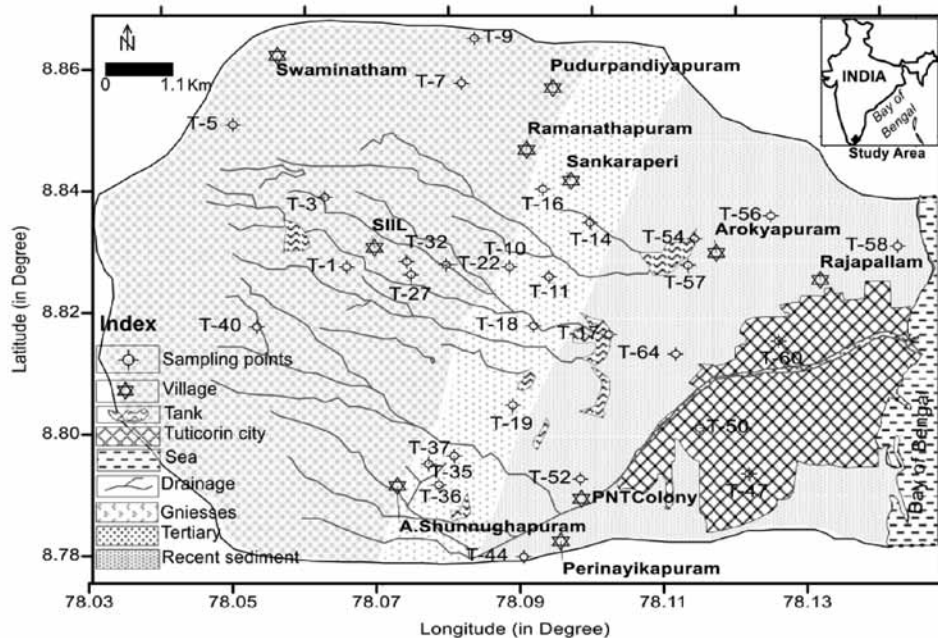 N
0 1.1 Km
T-9
Swaminatham
T-7
Pudurpandiyapuram
INDIA
Bay of
Bengal
Study Area
T-5
Ramanathapuram
Sankaraperi
T-3
T-16
SIIL
T-32
T-10
T-14
T-56
T-54
Arokyapuram
T-58
T-1
T-22
T-11
T-57
Rajapallam
T-27
T-40
T-18
T-17
T-64
T-60
T-19
T-50
T-37
T-35
T-36
T-52
T-47
PNTColony
A.Shunnughapuram
T-44
Perinayikapuram
Bay of Bengal
Index
Sampling points
Village
Tank
Tuticorin city
Sea
Drainage
Gniesses
Tertiary
Recent sediment
8.86
8.84
8.82
8.80
8.78
Latitude (in Degree)
78.03 78.05 78.07 78.09 78.11 78.13
Longitude (in Degree)